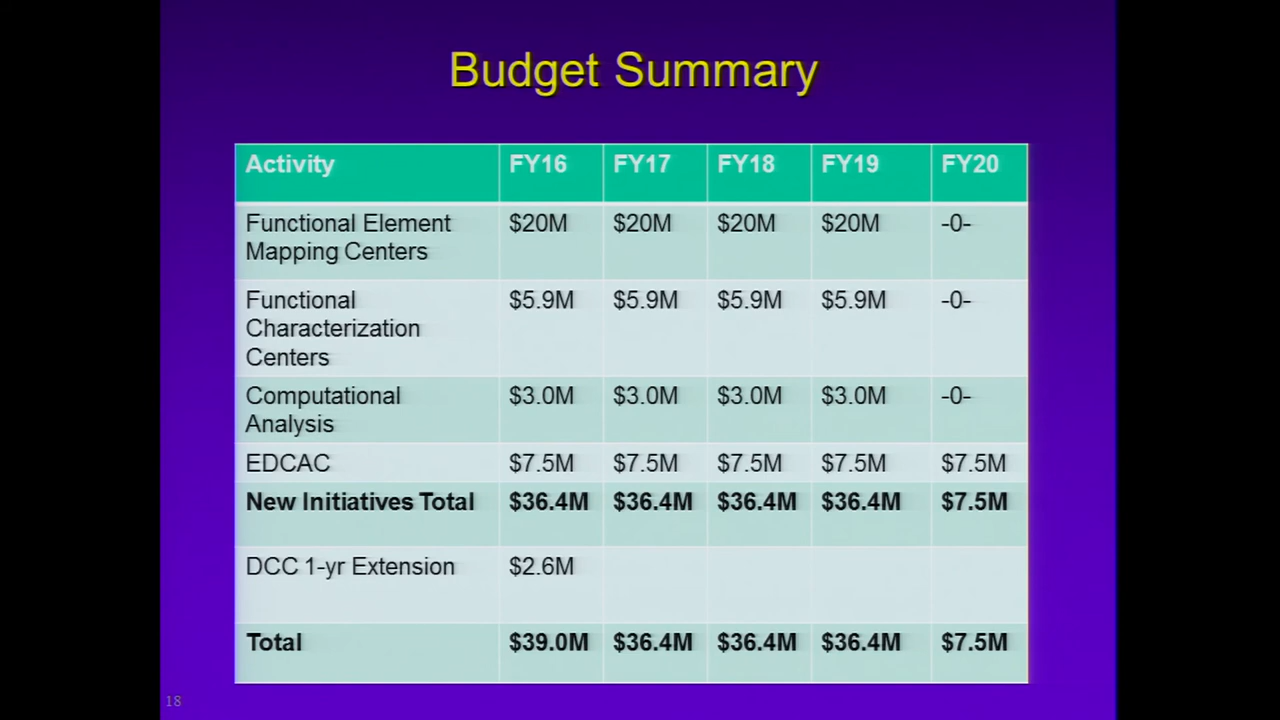 Budget Summary
Activity FY16 FY17 FY18 FY19 FY20
Functional Element
Mapping Centers $20M $20M $20M $20M -0-
Functional
Characterization
Centers $5.9M $5.9M $5.9M $5.9M -0-
Computational
Analysis $3.0M $3.0M $3.0M $3.0M -0-
EDCAC $7.5M $7.5M $7.5M $7.5M $7.5M
New Initiatives Total $36.4M $36.4M $36.4M $36.4M $7.5M
DCC 1-yr Extension $2.6M
Total $39.0M $36.4M $36.4M $36.4M $7.5M
18